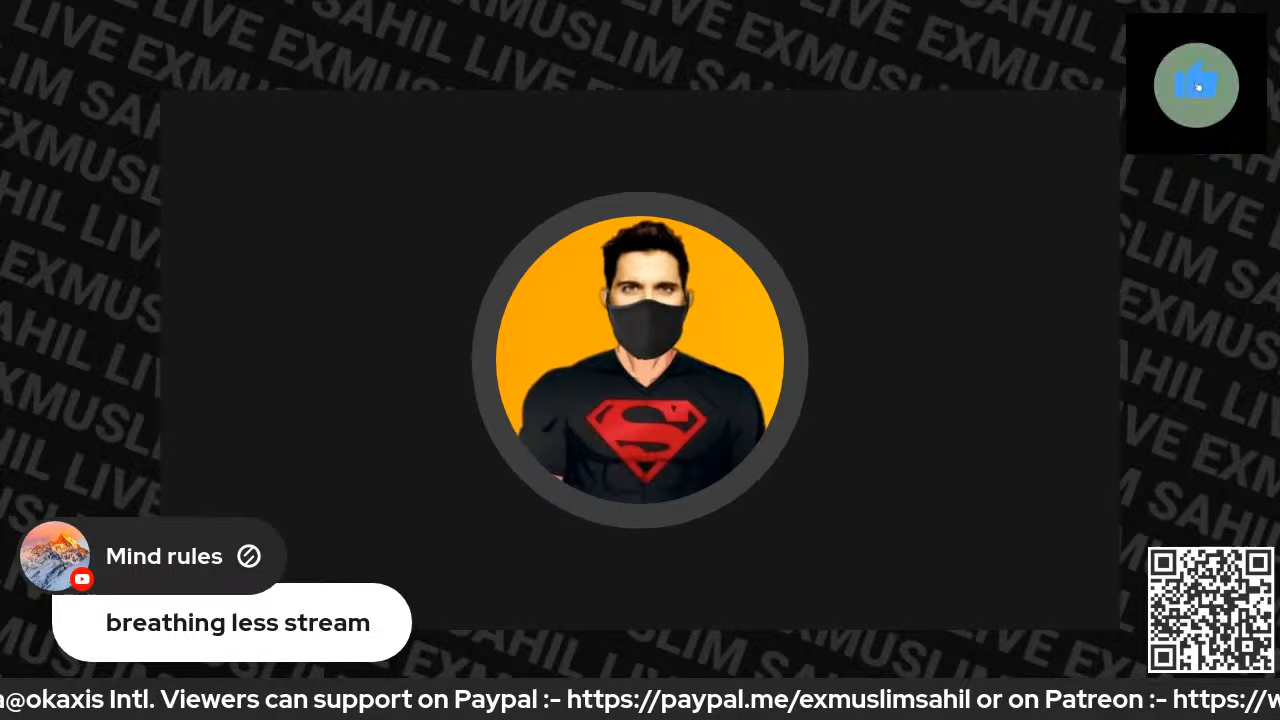 Mind rules
breathing less stream
a@okaxis Intl. Viewers can support on Paypal :- https://paypal.me/exmuslimsahil or on Patreon :- https://w